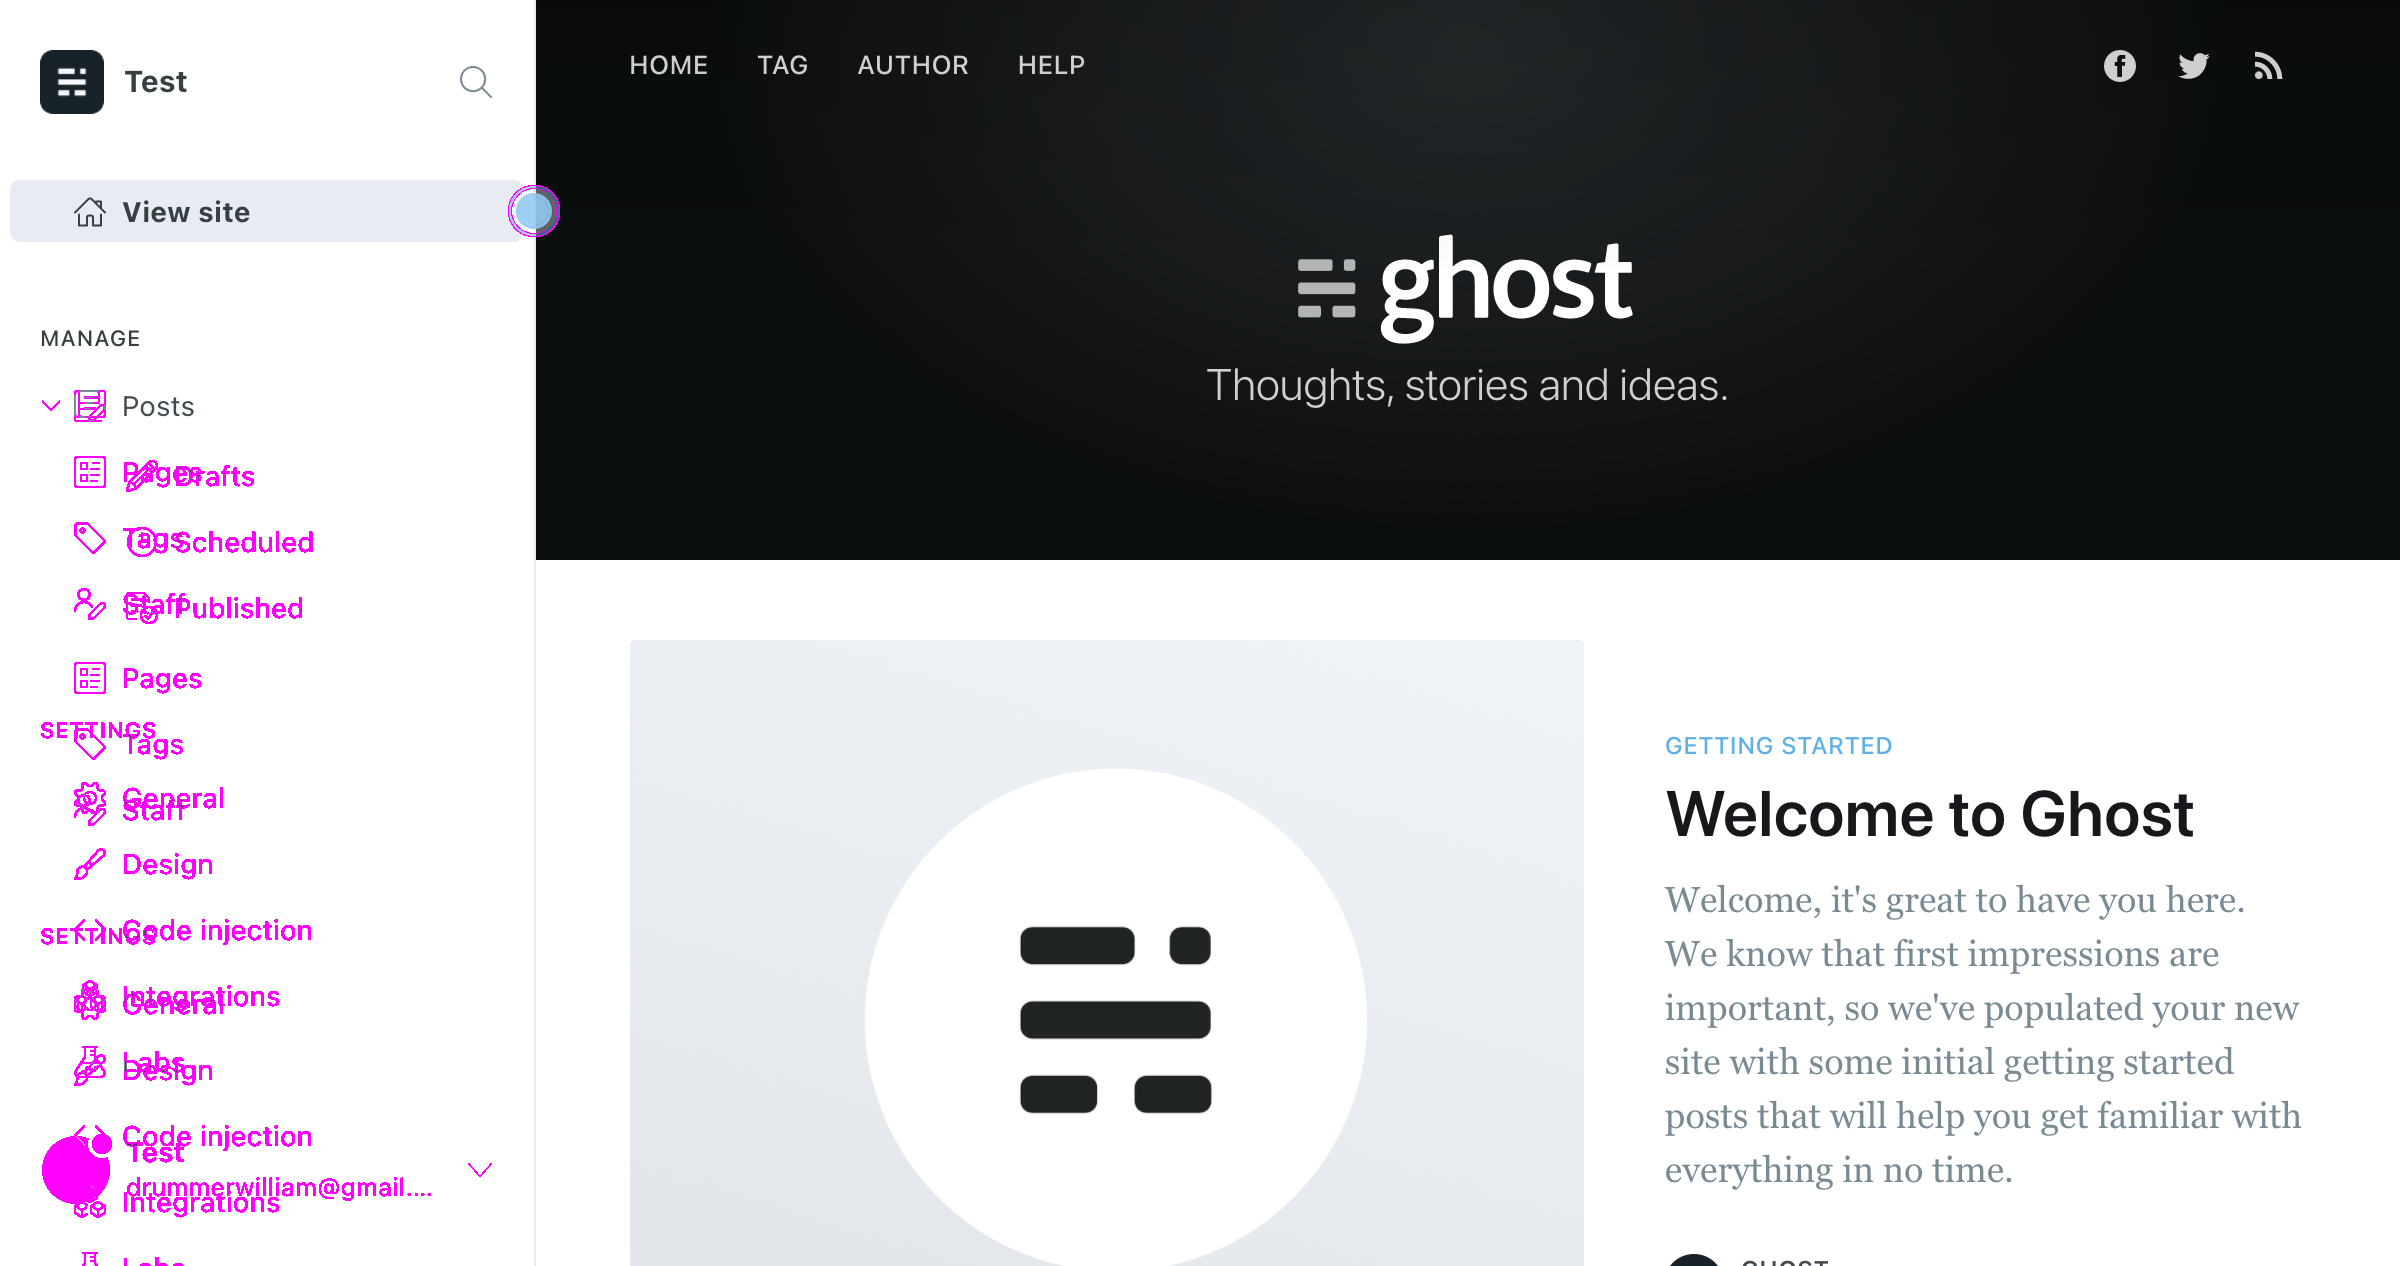 Test
View site
MANAGE
Posts
Pages
Drafts
Tags
Scheduled
Staff
Published
Pages
SETTINGS
Tags
General
Staff
Design
Code injection
SETTINGS
Integrations
General
Labs
Design
Code injection
Test
drummerwilliam@gmail....
Integrations
Labs
HOME TAG AUTHOR HELP
ghost
Thoughts, stories and ideas.
GETTING STARTED
Welcome to Ghost
Welcome, it's great to have you here.
We know that first impressions are
important, so we've populated your new
site with some initial getting started
posts that will help you get familiar with
everything in no time.
GHOST